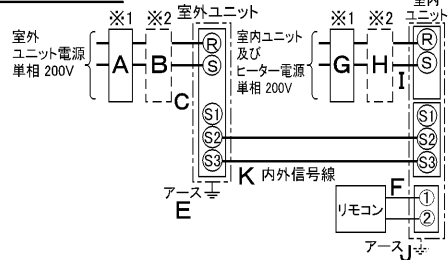 ※1 ※2 室外ユニット
室外
ユニット電源
単相 200V
A B
R
S
C
S1
S2
S3
アース
E
※1 ※2
室内
ユニット
室内ユニット
及び
ヒーター電源
単相 200V
G H
I
R
S
S1
S2
S3
K 内外信号線
F
リモコン
①
②
アース
J